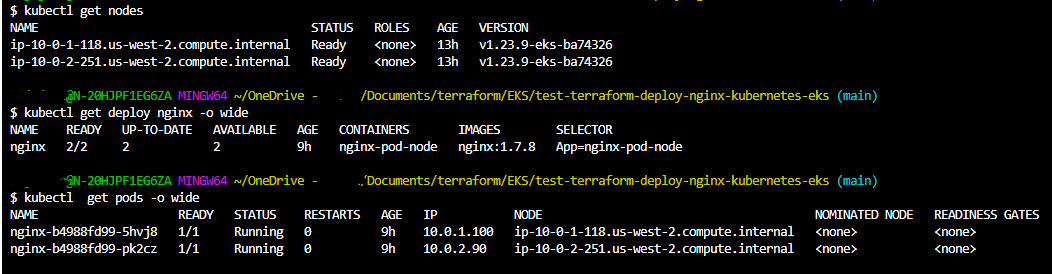 $ kubectl get nodes
NAME STATUS ROLES AGE VERSION
ip-10-0-1-118.us-west-2.compute.internal Ready <none> 13h v1.23.9-eks-ba74326
ip-10-0-2-251.us-west-2.compute.internal Ready <none> 13h v1.23.9-eks-ba74326
@N-20HJPF1EG6ZA MINGW64 ~/OneDrive - /Documents/terraform/EKS/test-terraform-deploy-nginx-kubernetes-eks (main)
$ kubectl get deploy nginx -o wide
NAME READY UP-TO-DATE AVAILABLE AGE CONTAINERS IMAGES SELECTOR
nginx 2/2 2 2 9h nginx-pod-node nginx:1.7.8 App=nginx-pod-node
@N-20HJPF1EG6ZA MINGW64 ~/OneDrive - /Documents/terraform/EKS/test-terraform-deploy-nginx-kubernetes-eks (main)
$ kubectl  get pods -o wide
NAME READY STATUS RESTARTS AGE IP NODE NOMINATED NODE READINESS GATES
nginx-b4988fd99-5hvj8 1/1 Running 0 9h 10.0.1.100 ip-10-0-1-118.us-west-2.compute.internal <none> <none>
nginx-b4988fd99-pk2cz 1/1 Running 0 9h 10.0.2.90 ip-10-0-2-251.us-west-2.compute.internal <none> <none>